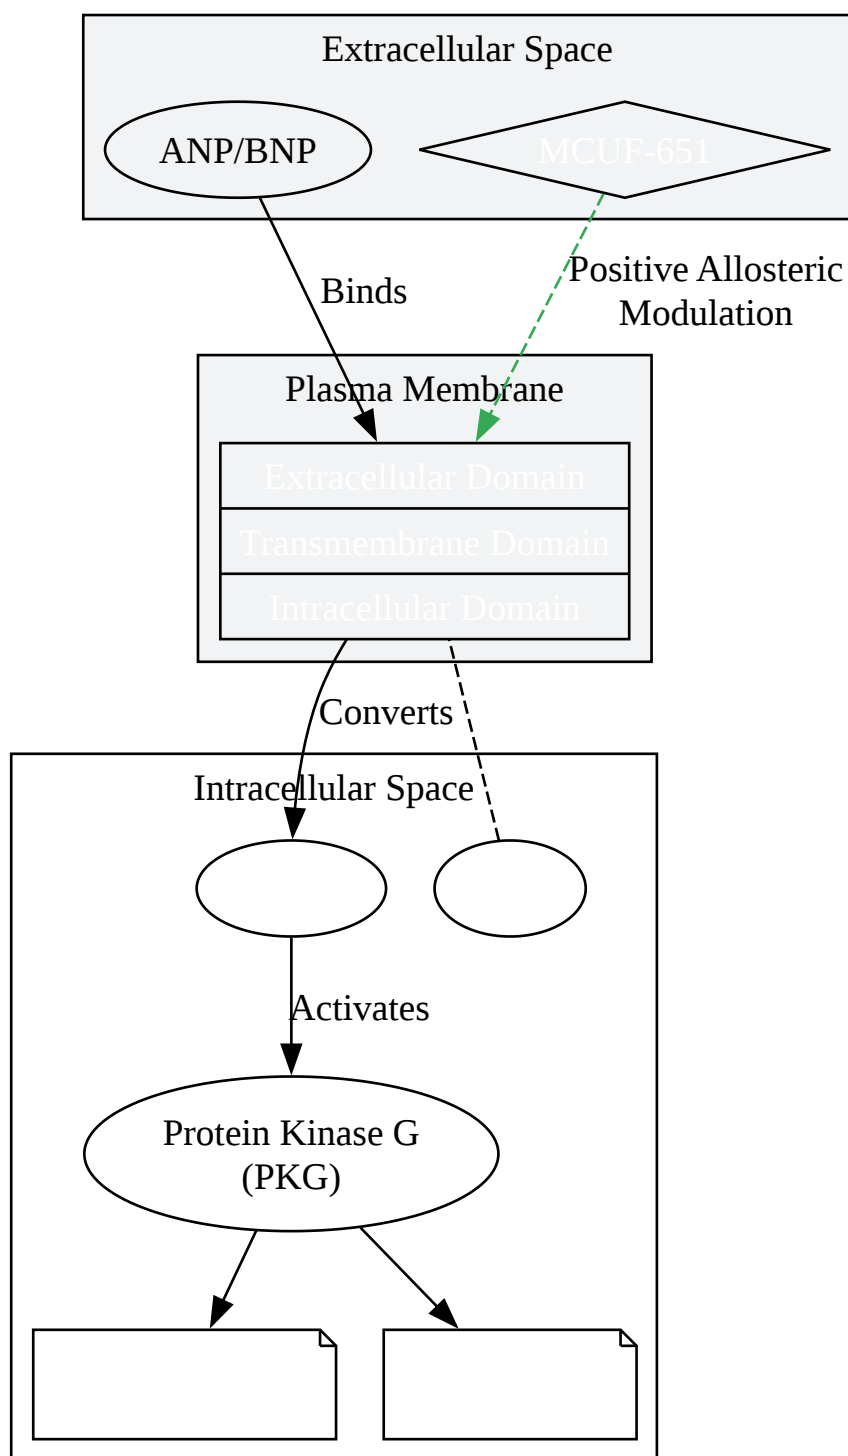 Extracellular Space
ANP/BNP
MCUF-651
Binds
Positive Allosteric
Modulation
Plasma Membrane
Extracellular Domain
Transmembrane Domain
Intracellular Domain
Converts
Intracellular Space
Activates
Protein Kinase G
(PKG)